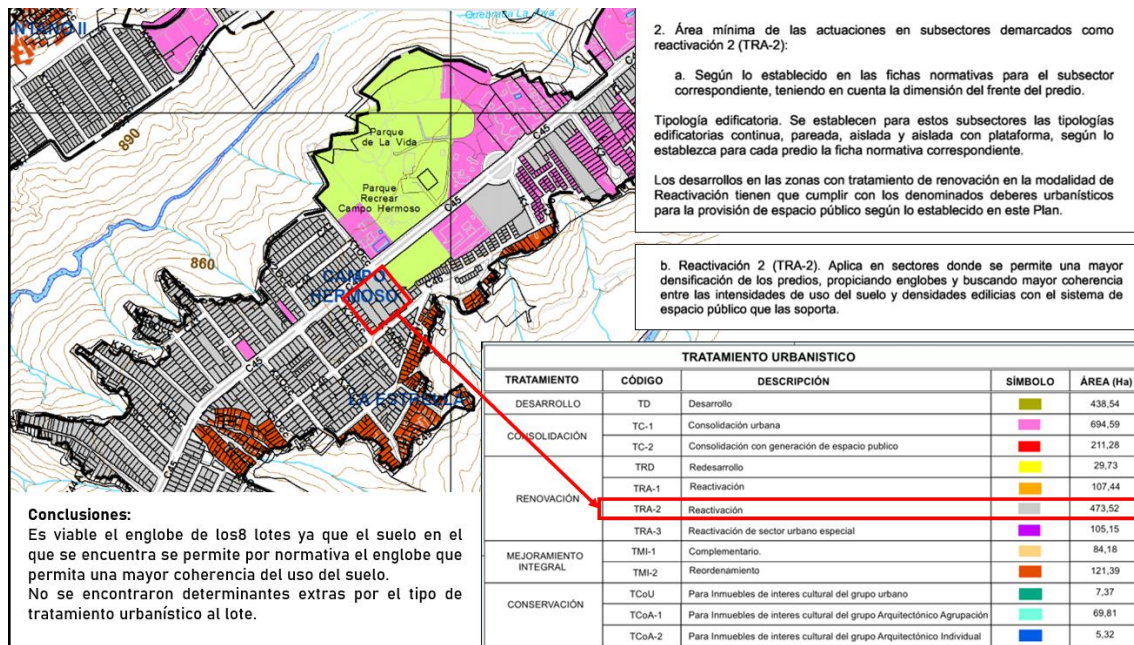 Quebrada La Joya
890
Parque
de La Vida
Parque
Recrear
Campo Hermoso
C45
C45
860
CAMPO
HERMOSO
C46
LA ESTRELLA
C45
C45
2. Área mínima de las actuaciones en subsectores demarcados como
reactivación 2 (TRA-2):
a. Según lo establecido en las fichas normativas para el subsector
correspondiente, teniendo en cuenta la dimensión del frente del predio.
Tipología edificatoria. Se establecen para estos subsectores las tipologías
edificatorias continua, pareada, aislada y aislada con plataforma, según lo
establezca para cada predio la ficha normativa correspondiente.
Los desarrollos en las zonas con tratamiento de renovación en la modalidad de
Reactivación tienen que cumplir con los denominados deberes urbanísticos
para la provisión de espacio público según lo establecido en este Plan.
b. Reactivación 2 (TRA-2). Aplica en sectores donde se permite una mayor
densificación de los predios, propiciando englobes y buscando mayor coherencia
entre las intensidades de uso del suelo y densidades edilicias con el sistema de
espacio público que las soporta.
TRATAMIENTO URBANISTICO
TRATAMIENTO CÓDIGO DESCRIPCIÓN SÍMBOLO ÁREA (Ha)
DESARROLLO TD Desarrollo 438,54
CONSOLIDACIÓN TC-1 Consolidación urbana 694,59
TC-2 Consolidación con generación de espacio publico 211,28
RENOVACIÓN TRD Redesarrollo 29,73
TRA-1 Reactivación 107,44
TRA-2 Reactivación 473,52
TRA-3 Reactivación de sector urbano especial 105,15
MEJORAMIENTO INTEGRAL TMI-1 Complementario. 84,18
TMI-2 Reordenamiento 121,39
CONSERVACIÓN TCoU Para Inmuebles de interes cultural del grupo urbano 7,37
TCoA-1 Para Inmuebles de interes cultural del grupo Arquitectónico Agrupación 69,81
TCoA-2 Para Inmuebles de interes cultural del grupo Arquitectónico Individual 5,32
Conclusiones:
Es viable el englobe de los8 lotes ya que el suelo en el
que se encuentra se permite por normativa el englobe que
permita una mayor coherencia del uso del suelo.
No se encontraron determinantes extras por el tipo de
tratamiento urbanístico al lote.